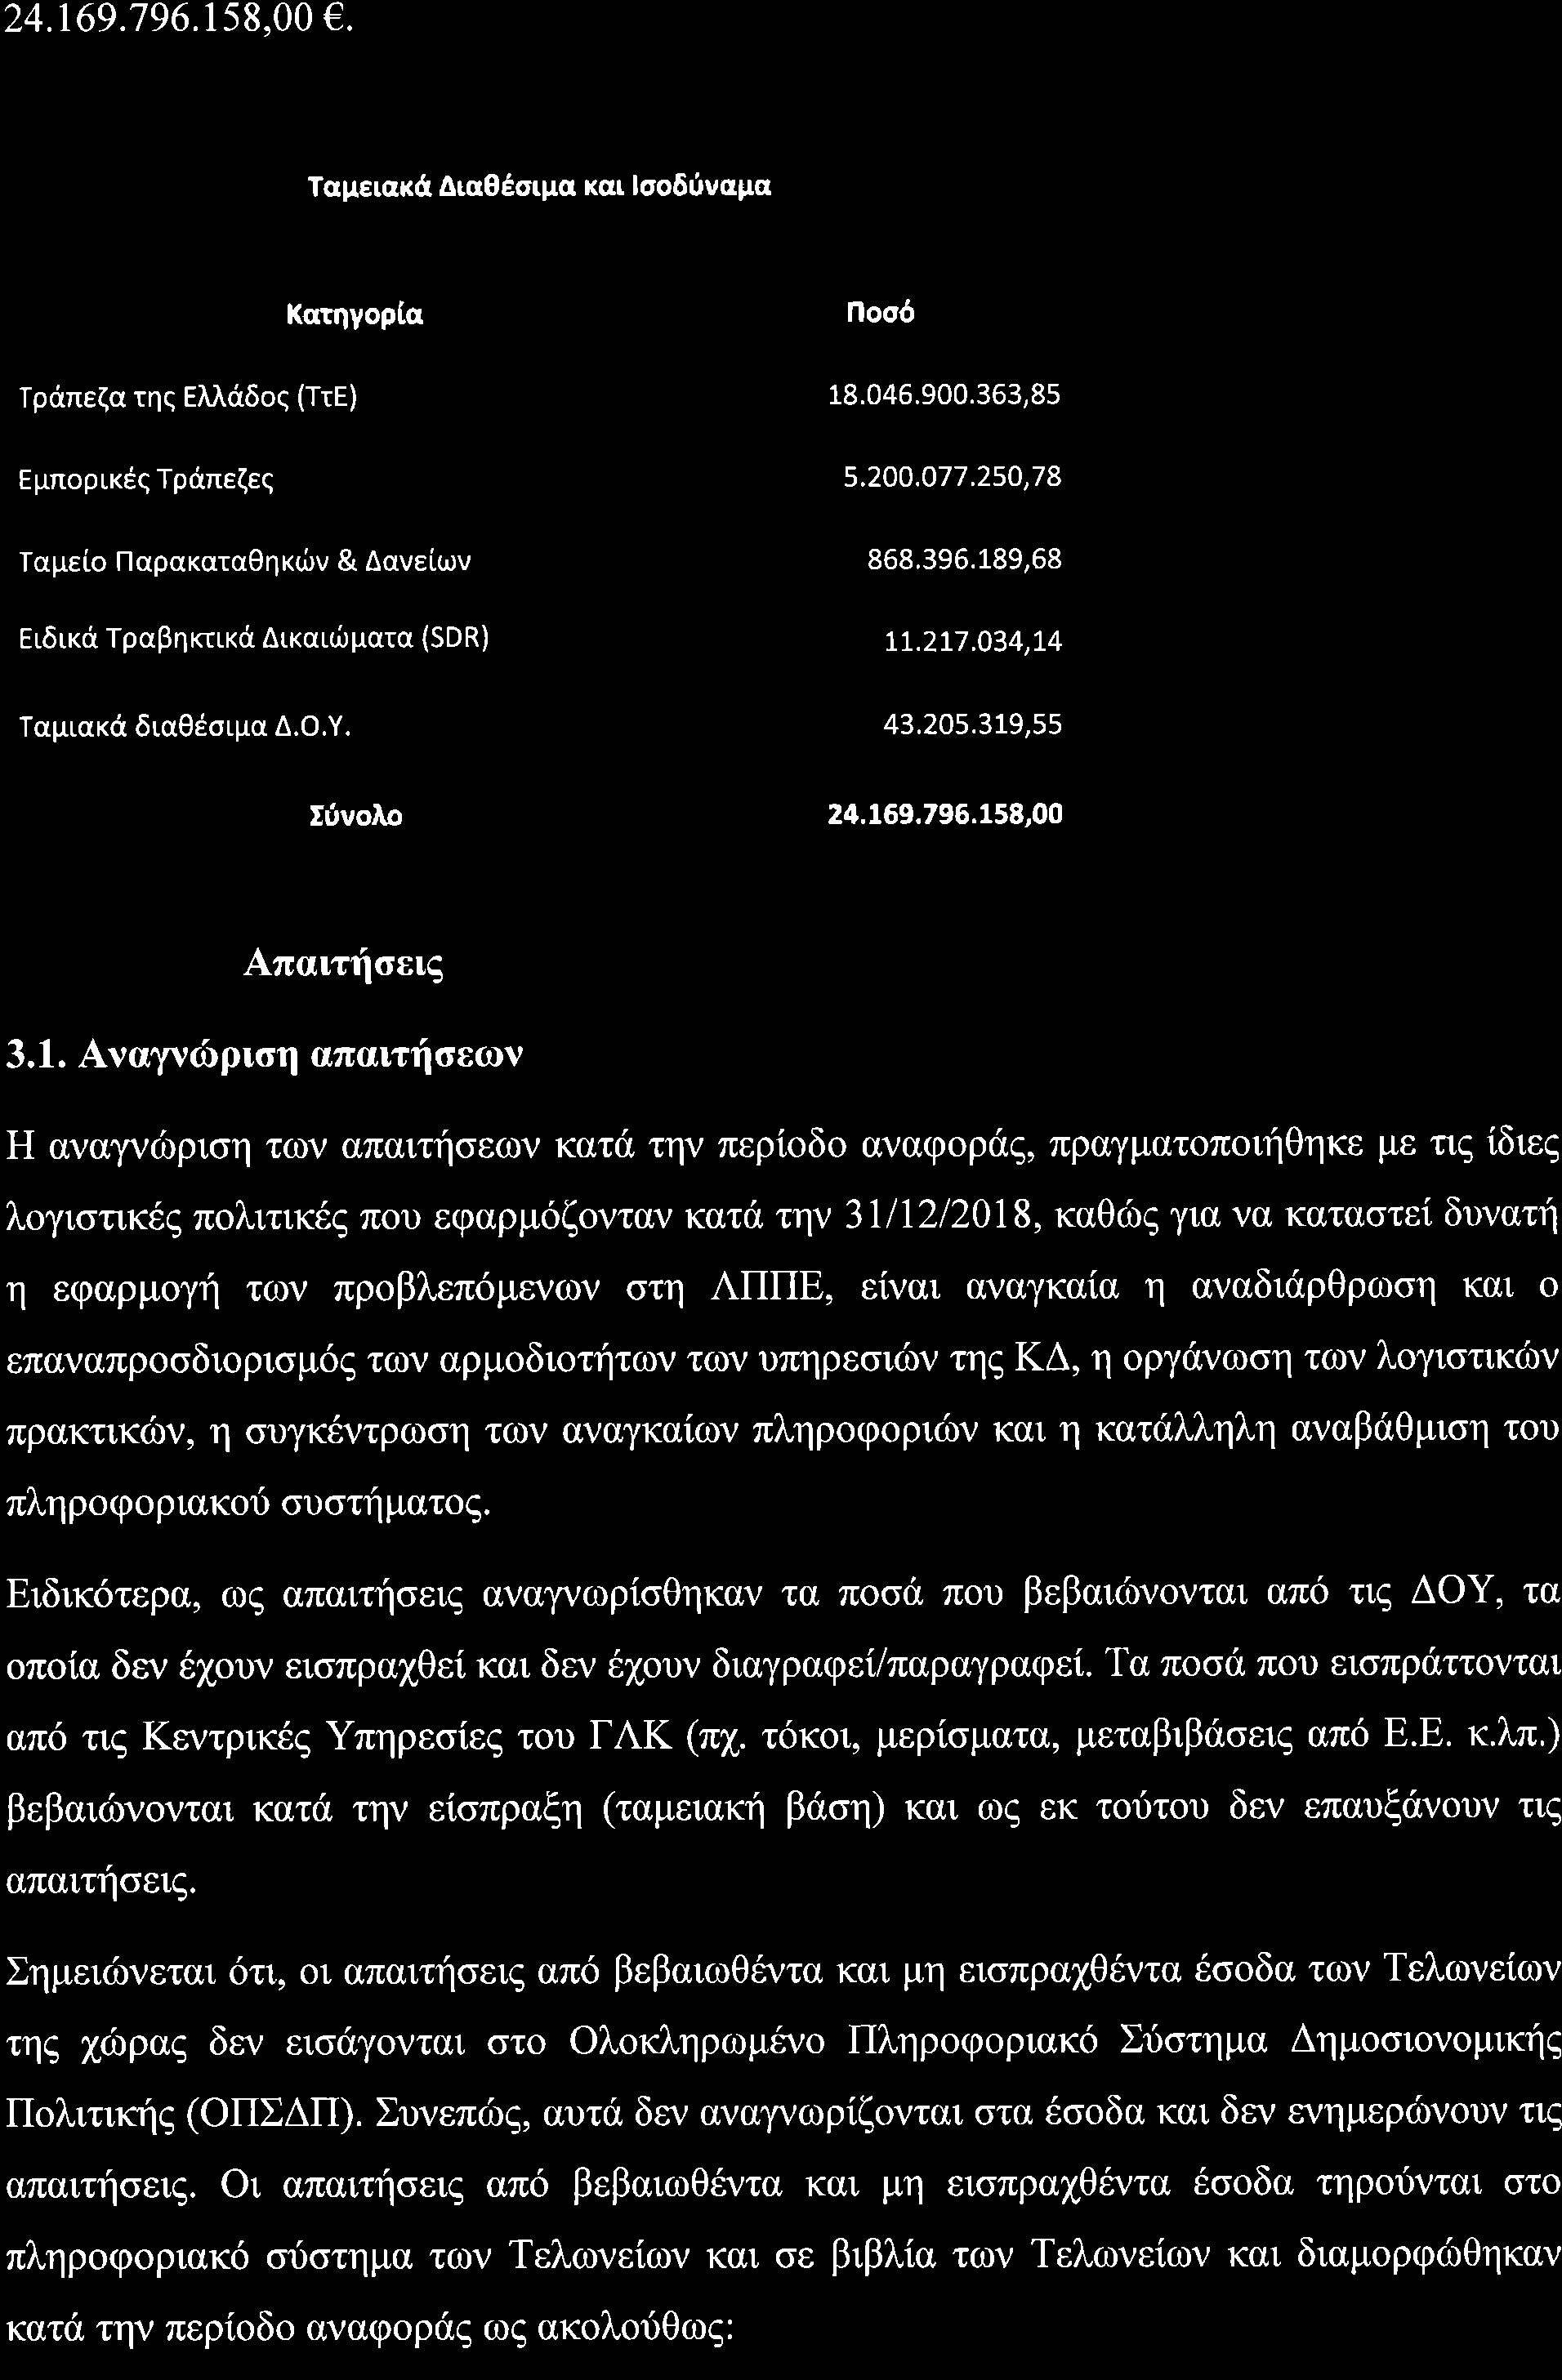 24.169.796.158,00 €.
Ταμειακά Διαθέσιμα και Ισοδύναμα
Κατηγορία Ποσό
Τράπεζα της Ελλάδος (ΤτΕ) 18.046.900.363,85
Εμπορικές Τράπεζες 5.200.077.250,78
Ταμείο Παρακαταθηκών & Δανείων 868.396.189,68
Ειδικά Τραβηκτικά Δικαιώματα (SDR) 11.217.034,14
Ταμιακά διαθέσιμα Δ.Ο.Υ. 43.205.319,55
Σύνολο 24.169.796.158,00
Απαιτήσεις
3.1. Αναγνώριση απαιτήσεων
Η αναγνώριση των απαιτήσεων κατά την περίοδο αναφοράς, πραγματοποιήθηκε με τις ίδιες
λογιστικές πολιτικές που εφαρμόζονταν κατά την 31/12/2018, καθώς για να καταστεί δυνατή
η εφαρμογή των προβλεπόμενων στη ΛΠΠΕ, είναι αναγκαία η αναδιάρθρωση και ο
επαναπροσδιορισμός των αρμοδιοτήτων των υπηρεσιών της ΚΔ, η οργάνωση των λογιστικών
πρακτικών, η συγκέντρωση των αναγκαίων πληροφοριών και η κατάλληλη αναβάθμιση του
πληροφοριακού συστήματος.
Ειδικότερα, ως απαιτήσεις αναγνωρίσθηκαν τα ποσά που βεβαιώνονται από τις ΔΟΥ, τα
οποία δεν έχουν εισπραχθεί και δεν έχουν διαγραφεί/παραγραφεί. Τα ποσά που εισπράττονται
από τις Κεντρικές Υπηρεσίες του ΓΛΚ (πχ. τόκοι, μερίσματα, μεταβιβάσεις από Ε.Ε. κ.λπ.)
βεβαιώνονται κατά την είσπραξη (ταμειακή βάση) και ως εκ τούτου δεν επαυξάνουν τις
απαιτήσεις.
Σημειώνεται ότι, οι απαιτήσεις από βεβαιωθέντα και μη εισπραχθέντα έσοδα των Τελωνείων
της χώρας δεν εισάγονται στο Ολοκληρωμένο Πληροφοριακό Σύστημα Δημοσιονομικής
Πολιτικής (ΟΠΣΔΠ). Συνεπώς, αυτά δεν αναγνωρίζονται στα έσοδα και δεν ενημερώνουν τις
απαιτήσεις. Οι απαιτήσεις από βεβαιωθέντα και μη εισπραχθέντα έσοδα τηρούνται στο
πληροφοριακό σύστημα των Τελωνείων και σε βιβλία των Τελωνείων και διαμορφώθηκαν
κατά την περίοδο αναφοράς ως ακολούθως: